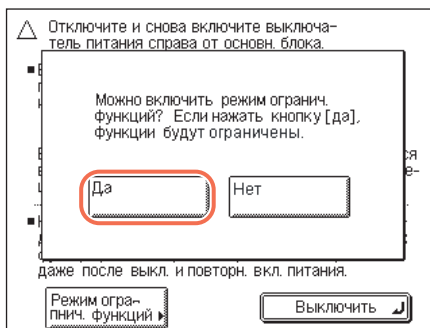 Отключите и снова включите выключа-
тель питания справа от основн. блока.
Можно включить режим огранич.
функций? Если нажать кнопку [да],
функции будут ограничены.
Да
Нет
даже после выкл. и повторн. вкл. питания.
Режим огра-
пнич. функций
Выключить